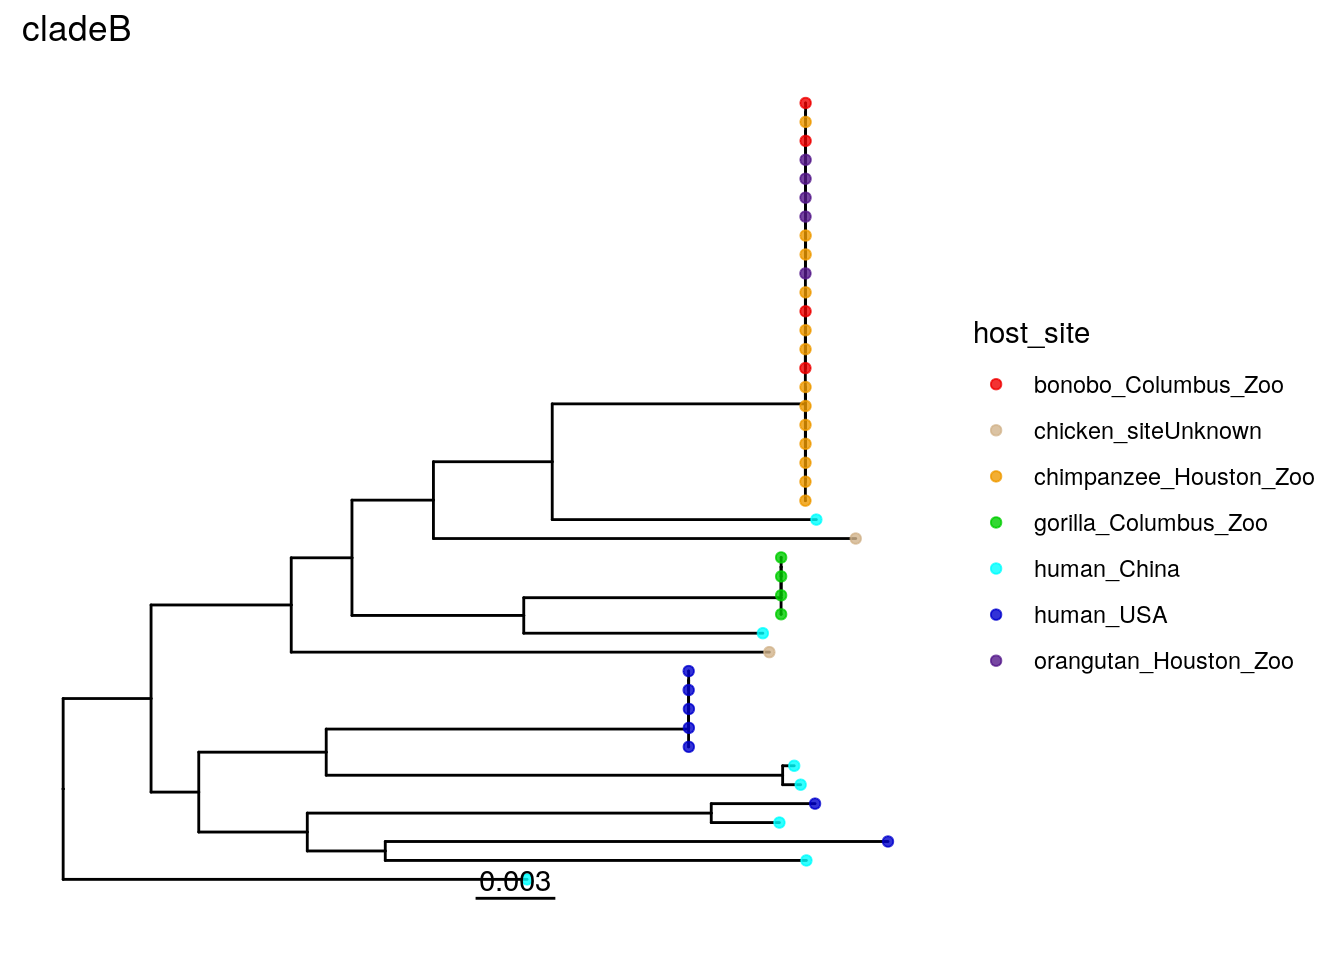 cladeB
host_site
bonobo_Columbus_Zoo
chicken_siteUnknown
chimpanzee_Houston_Zoo
gorilla_Columbus_Zoo
human_China
human_USA
orangutan_Houston_Zoo
0.003